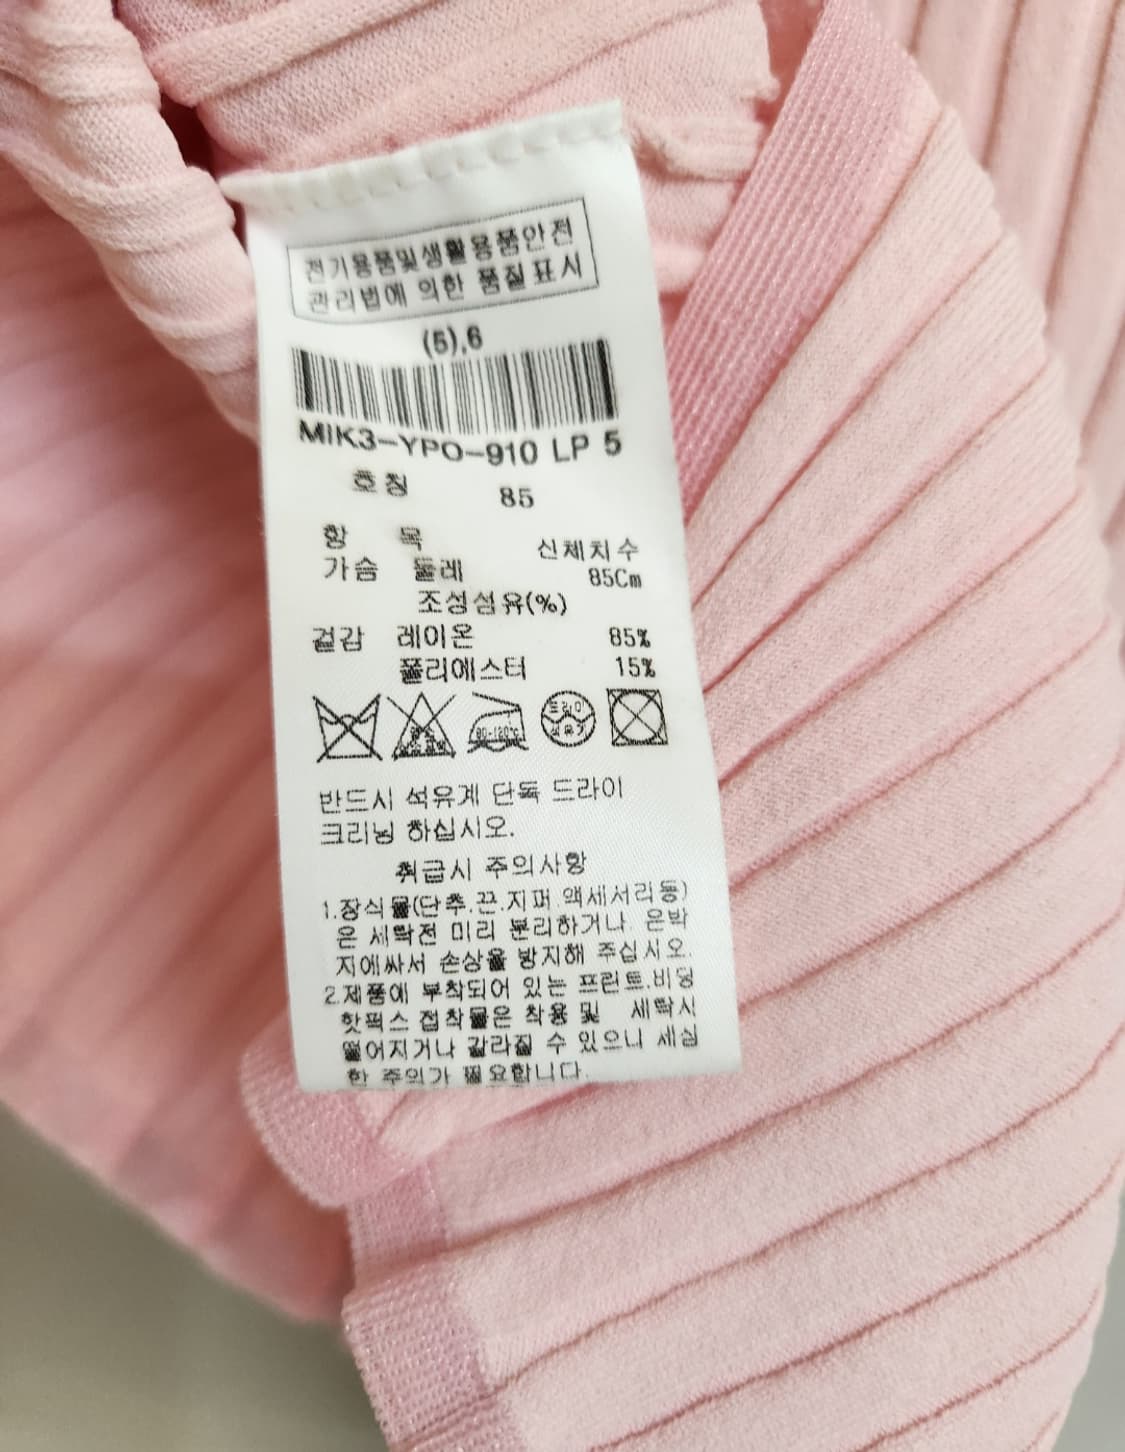 전기용품및생활용품안전
관리법에 의한 품질표시
(5),6
MIK3-YPO-910 LP 5
호칭 85
항 목 신체치수
가슴 둘레 85Cm
조성섬유(%)
겉감 레이온 85%
폴리에스터 15%
80-120℃ 드라이
석유계
반드시 석유계 단독 드라이
크리닝 하십시오.
취급시 주의사항
1.장식물(단추.끈.지퍼.액세서리등)
은 세탁전 미리 분리하거나. 은박
지에싸서 손상을 방지해 주십시오.
2.제품에 부착되어 있는 프린트.비딩
핫픽스 접착물은 착용 및 세탁시
떨어지거나 갈라질 수 있으니 세심
한 주의가 필요합니다.